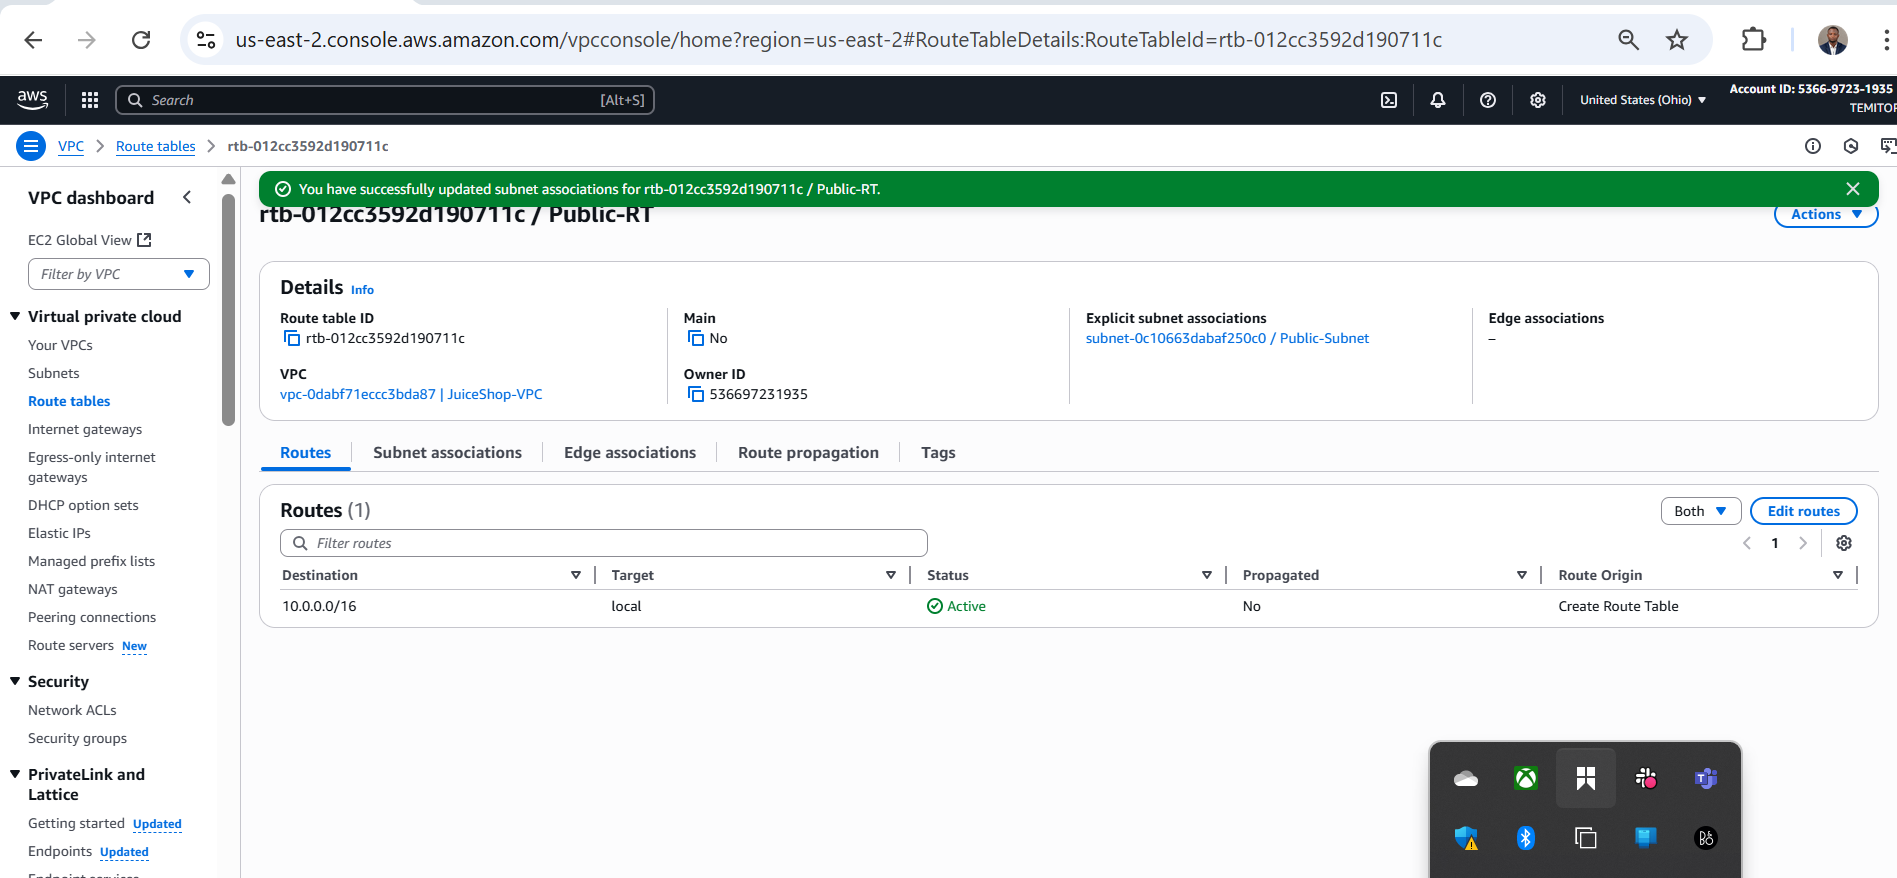 us-east-2.console.aws.amazon.com/vpcconsole/home?region=us-east-2#RouteTableDetails:RouteTableId=rtb-012cc3592d190711c
aws
Search [Alt+S]
United States (Ohio)
Account ID: 5366-9723-1935
TEMITOR
VPC
Route tables
rtb-012cc3592d190711c
VPC dashboard
EC2 Global View
Filter by VPC
Virtual private cloud
Your VPCs
Subnets
Route tables
Internet gateways
Egress-only internet
gateways
DHCP option sets
Elastic IPs
Managed prefix lists
NAT gateways
Peering connections
Route servers New
Security
Network ACLs
Security groups
PrivateLink and
Lattice
Getting started Updated
Endpoints Updated
Endpoint services
You have successfully updated subnet associations for rtb-012cc3592d190711c / Public-RT.
rtb-012cc3592d190711c / Public-RT
Actions
Details Info
Route table ID
rtb-012cc3592d190711c
Main
No
Explicit subnet associations
subnet-0c10663dabaf250c0 / Public-Subnet
Edge associations
–
VPC
vpc-0dabf71eccc3bda87 | JuiceShop-VPC
Owner ID
536697231935
Routes
Subnet associations
Edge associations
Route propagation
Tags
Routes (1)
Both
Edit routes
Filter routes
1
Destination Target Status Propagated Route Origin
10.0.0.0/16 local Active No Create Route Table